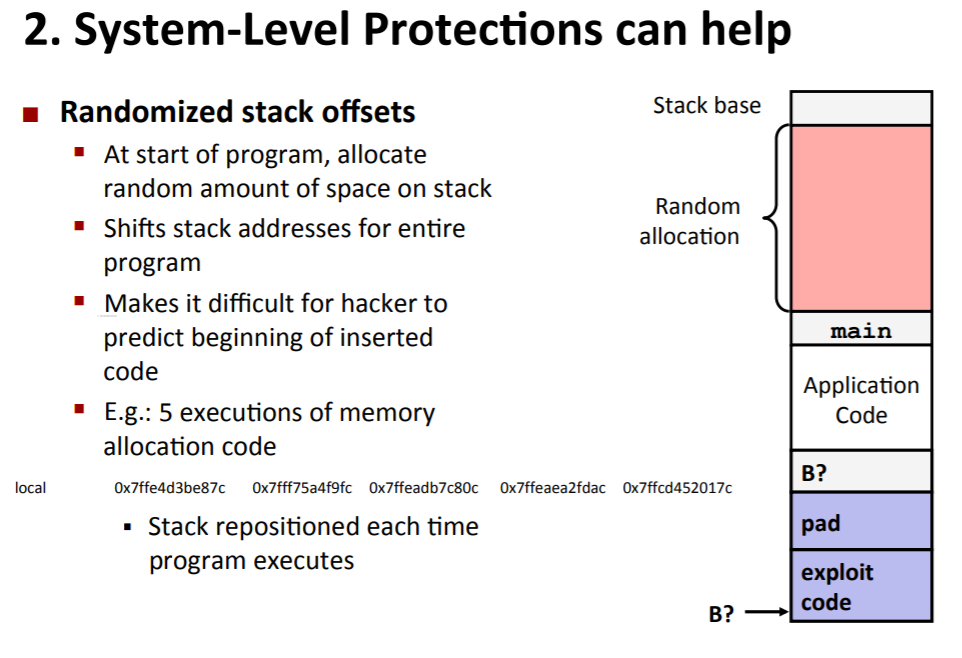 2. System-Level Protections can help
■ Randomized stack offsets
▪ At start of program, allocate
random amount of space on stack
▪ Shifts stack addresses for entire
program
▪ Makes it difficult for hacker to
predict beginning of inserted
code
▪ E.g.: 5 executions of memory
allocation code
local 0x7ffe4d3be87c 0x7fff75a4f9fc 0x7ffeadb7c80c 0x7ffeaea2fdac 0x7ffcd452017c
▪ Stack repositioned each time
program executes
Stack base
Random
allocation
main
Application
Code
B?
pad
exploit
code
B?